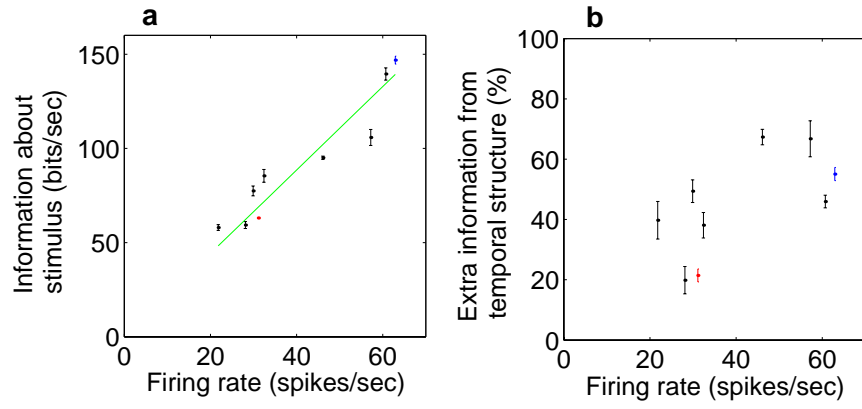 a
150
100
50
0
0 20 40 60
Information about
stimulus (bits/sec)
Firing rate (spikes/sec)
b
100
80
60
40
20
0
0 20 40 60
Extra information from
temporal structure (%)
Firing rate (spikes/sec)